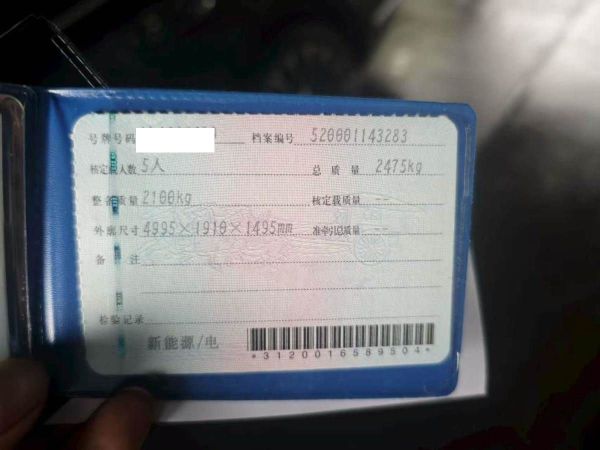 号牌号码 档案编号 520001143283
核定载人数 5人 总质量 2475kg
整备质量 2100kg 核定载质量 --
外廓尺寸 4995×1910×1495mm 准牵引总质量 --
备注
检验记录
新能源/电
*3120016589504*